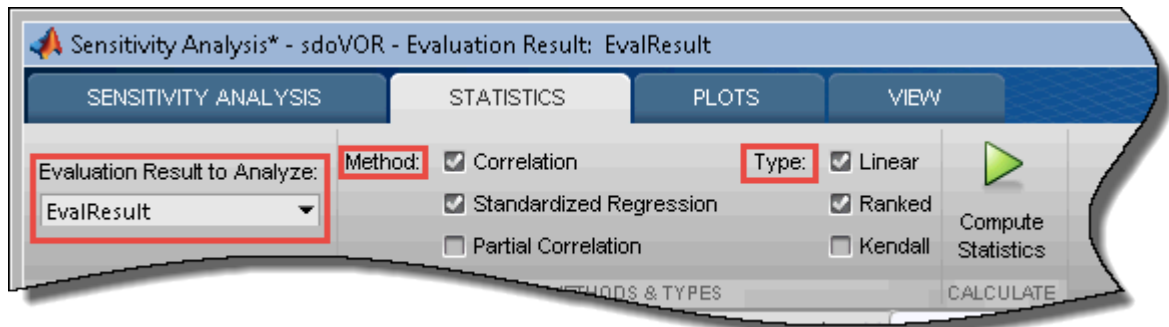 Sensitivity Analysis* - sdoVOR - Evaluation Result: EvalResult
SENSITIVITY ANALYSIS STATISTICS PLOTS VIEW
Evaluation Result to Analyze:
EvalResult
Method: Correlation
Standardized Regression
Partial Correlation
Type: Linear
Ranked
Kendall
Compute
Statistics
& TYPES
CALCULATE